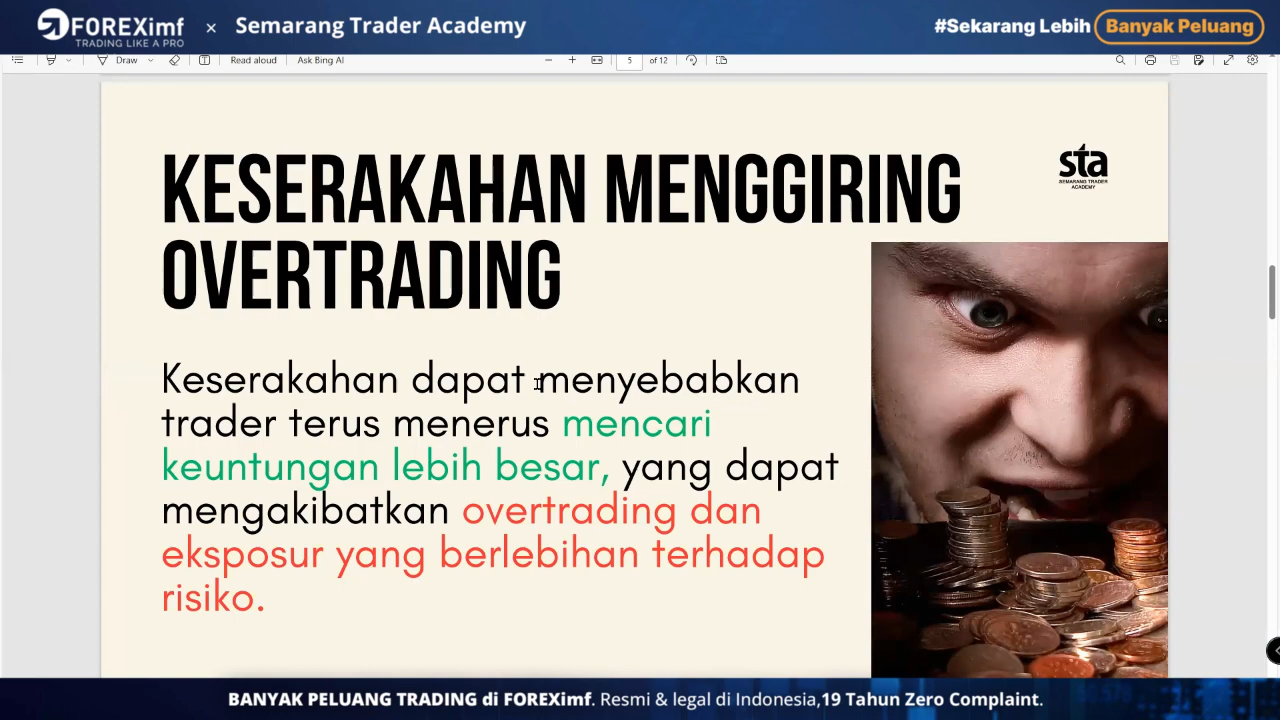 FOREXimf
TRADING LIKE A PRO
×
Semarang Trader Academy
#Sekarang Lebih Banyak Peluang
Draw
Read aloud
Ask Bing AI
5 of 12
KESERAKAHAN MENGGIRING
OVERTRADING
sta
SEMARANG TRADER
ACADEMY
Keserakahan dapat menyebabkan
trader terus menerus mencari
keuntungan lebih besar, yang dapat
mengakibatkan overtrading dan
eksposur yang berlebihan terhadap
risiko.
BANYAK PELUANG TRADING di FOREXimf. Resmi & legal di Indonesia,19 Tahun Zero Complaint.